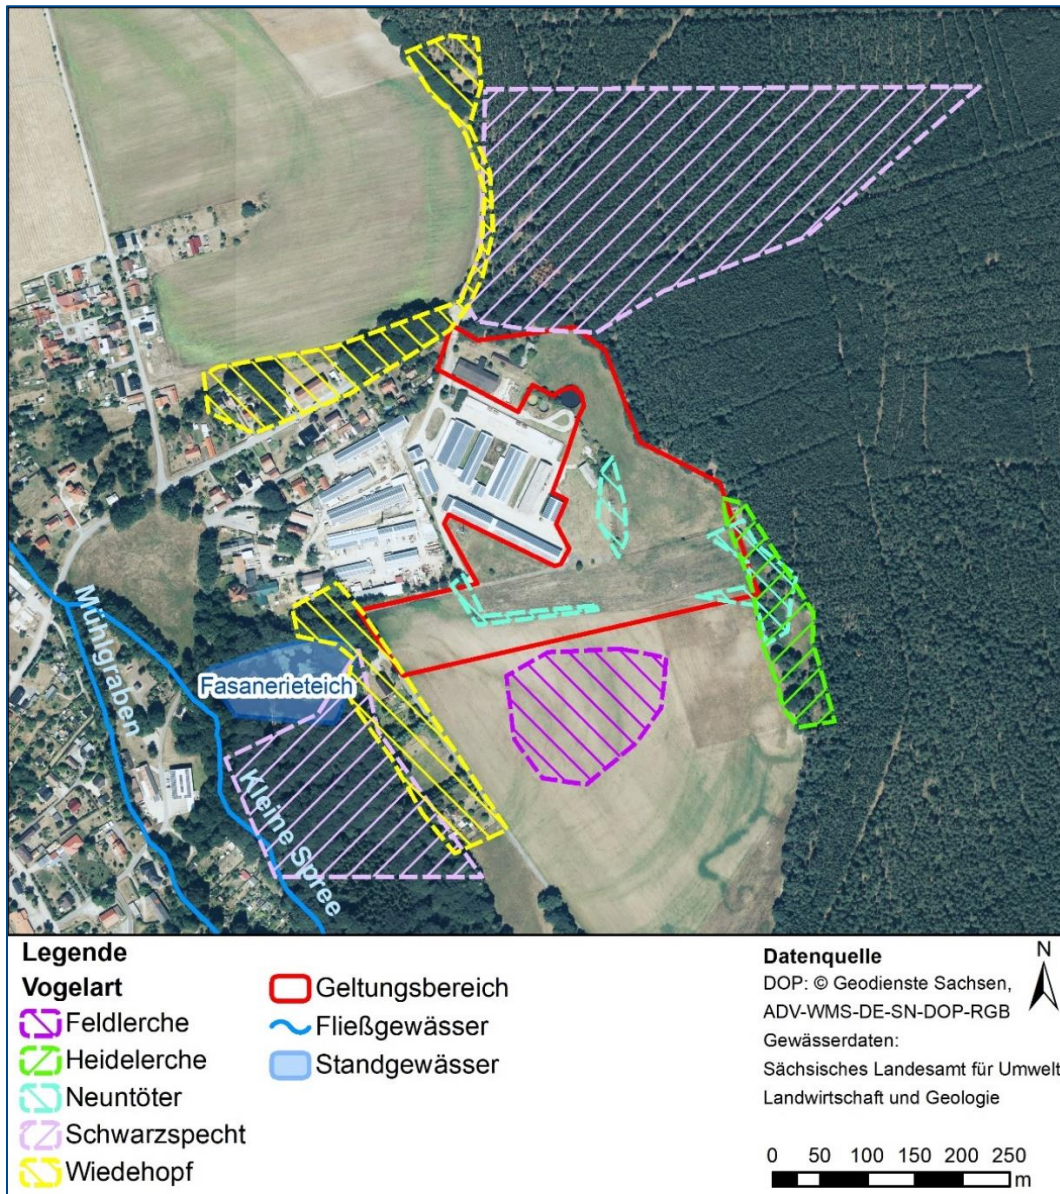 Fasanerieteich
Mühlgraben
Kleine Spree
Legende
Vogelart
Feldlerche
Heidelerche
Neuntöter
Schwarzspecht
Wiedehopf
Geltungsbereich
Fließgewässer
Standgewässer
Datenquelle
DOP: © Geodienste Sachsen,
ADV-WMS-DE-SN-DOP-RGB
Gewässerdaten:
Sächsisches Landesamt für Umwelt
Landwirtschaft und Geologie
N
0 50 100 150 200 250
m